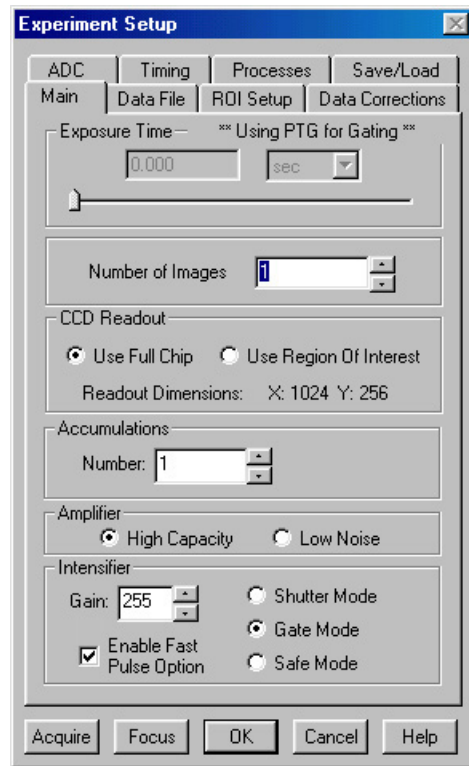 Experiment Setup
ADC Timing Processes Save/Load
Main Data File ROI Setup Data Corrections
Exposure Time ** Using PTG for Gating **
0.000 sec
Number of Images 1
CCD Readout
Use Full Chip Use Region Of Interest
Readout Dimensions: X: 1024 Y: 256
Accumulations
Number: 1
Amplifier
High Capacity Low Noise
Intensifier
Gain: 255 Shutter Mode
Gate Mode
Enable Fast
Pulse Option Safe Mode
Acquire Focus OK Cancel Help